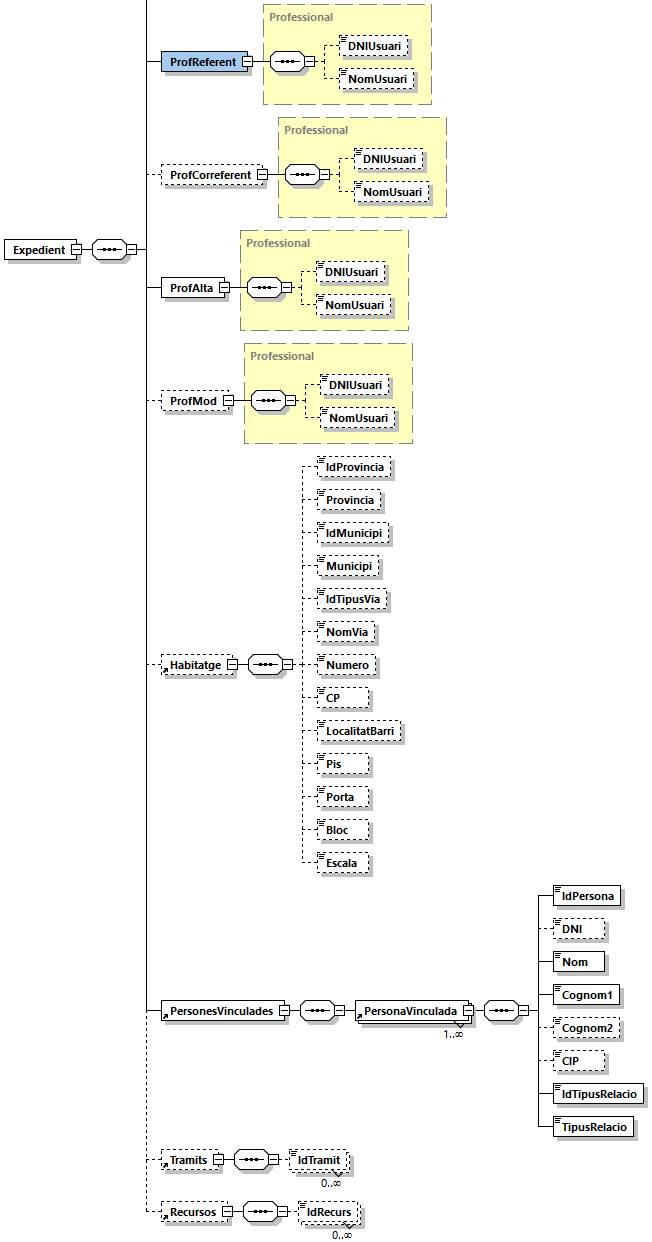 Professional
ProfReferent
DNIUsuari
NomUsuari
Professional
ProfCorreferent
DNIUsuari
NomUsuari
Expedient
Professional
ProfAlta
DNIUsuari
NomUsuari
Professional
ProfMod
DNIUsuari
NomUsuari
Habitatge
IdProvincia
Provincia
IdMunicipi
Municipi
IdTipusVia
NomVia
Numero
CP
LocalitatBarri
Pis
Porta
Bloc
Escala
PersonesVinculades
PersonaVinculada
1..∞
IdPersona
DNI
Nom
Cognom1
Cognom2
CIP
IdTipusRelacio
TipusRelacio
Tramits
IdTramit
0..∞
Recursos
IdRecurs
0..∞